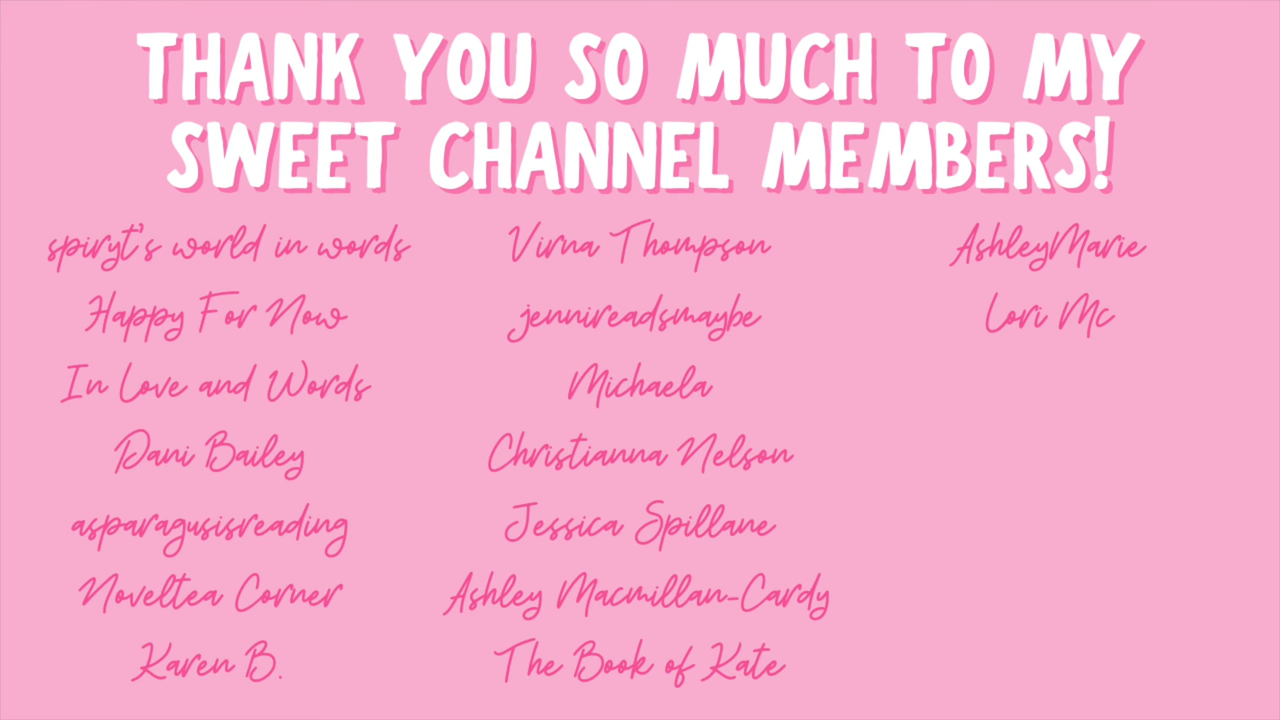 THANK YOU SO MUCH TO MY
SWEET CHANNEL MEMBERS!
spiryt's world in words
Happy For Now
In Love and Words
Dani Bailey
asparagusisreading
Noveltea Corner
Karen B.
Virna Thompson
jennireadsmaybe
Michaela
Christianna Nelson
Jessica Spillane
Ashley Macmillan-Cardy
The Book of Kate
AshleyMarie
Lori Mc